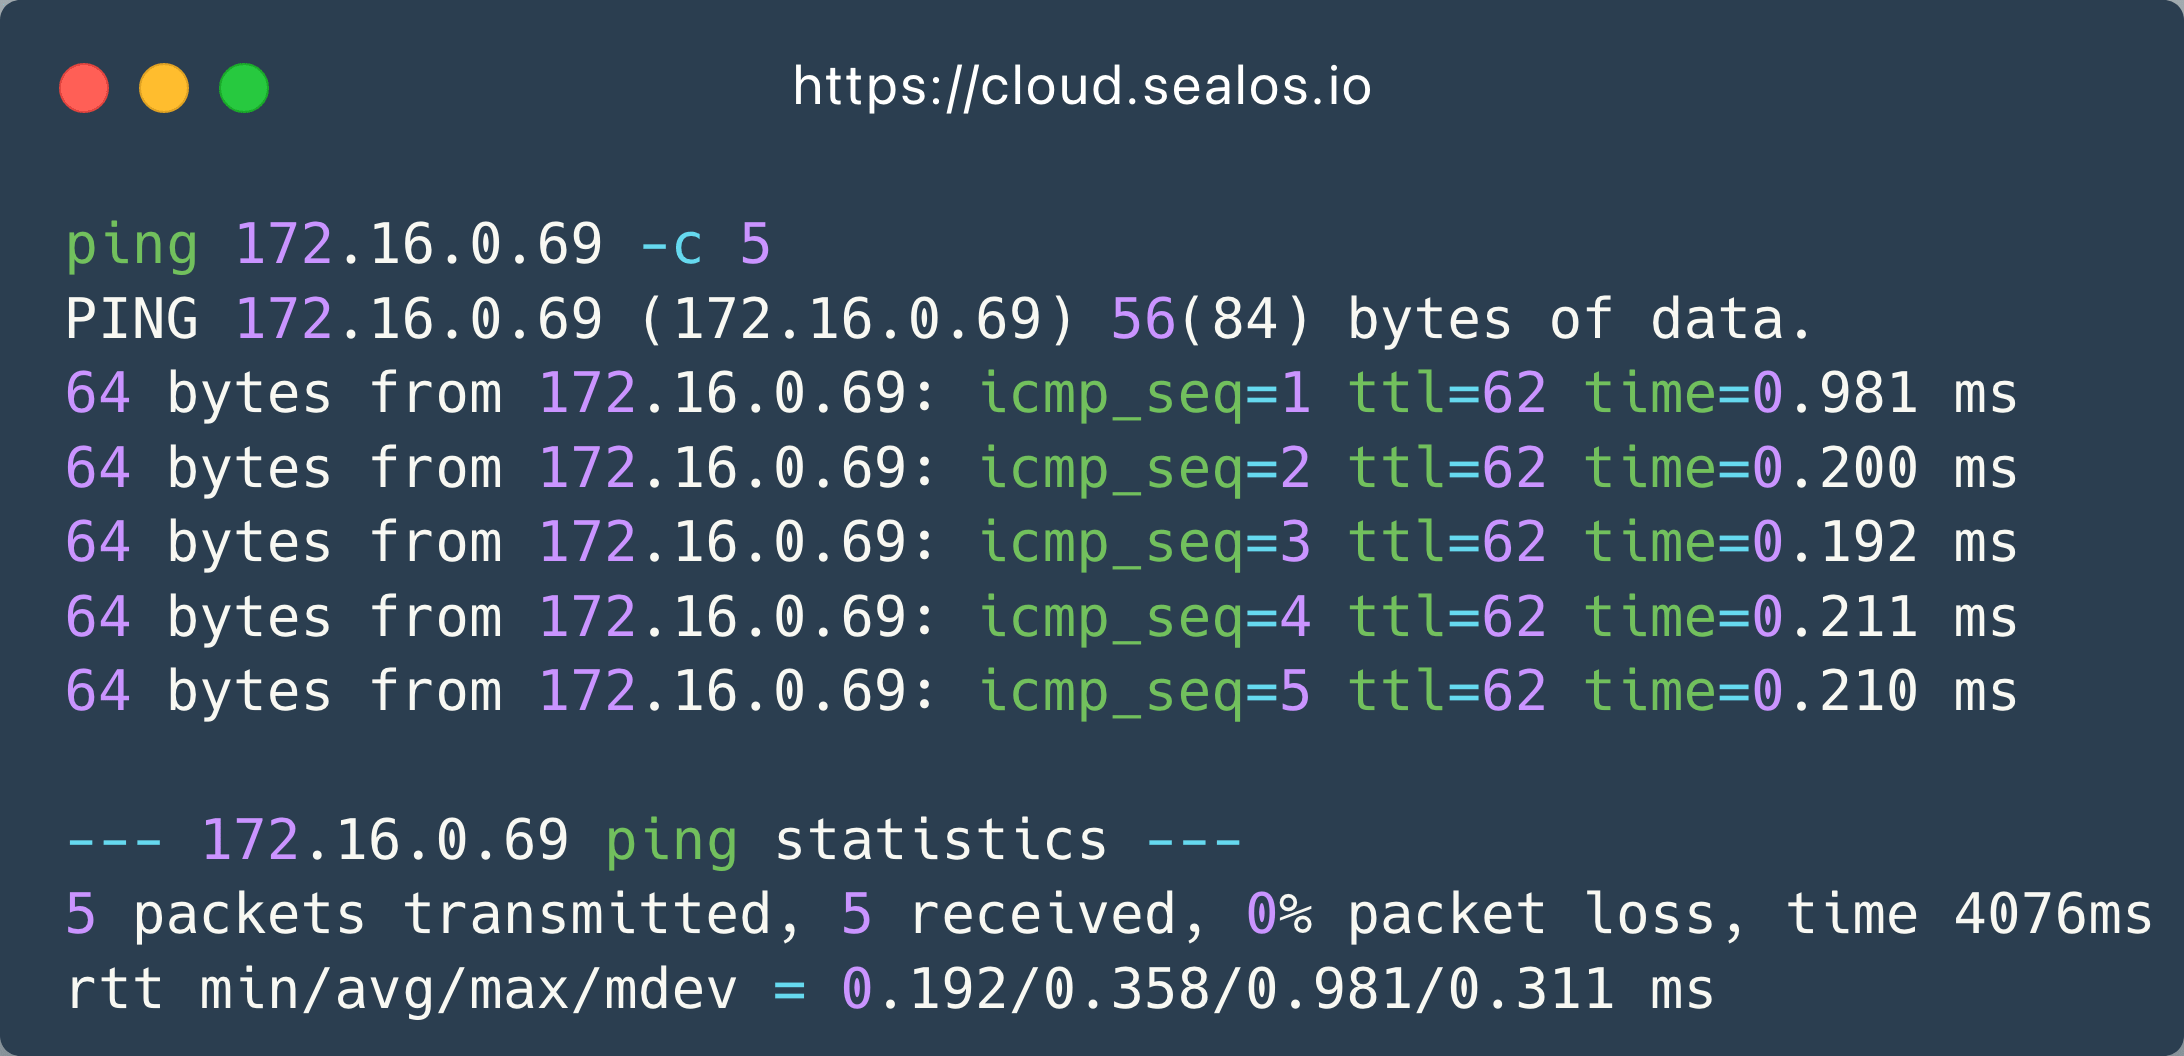 https://cloud.sealos.io
ping 172.16.0.69 -c 5
PING 172.16.0.69 (172.16.0.69) 56(84) bytes of data.
64 bytes from 172.16.0.69: icmp_seq=1 ttl=62 time=0.981 ms
64 bytes from 172.16.0.69: icmp_seq=2 ttl=62 time=0.200 ms
64 bytes from 172.16.0.69: icmp_seq=3 ttl=62 time=0.192 ms
64 bytes from 172.16.0.69: icmp_seq=4 ttl=62 time=0.211 ms
64 bytes from 172.16.0.69: icmp_seq=5 ttl=62 time=0.210 ms
--- 172.16.0.69 ping statistics ---
5 packets transmitted, 5 received, 0% packet loss, time 4076ms
rtt min/avg/max/mdev = 0.192/0.358/0.981/0.311 ms